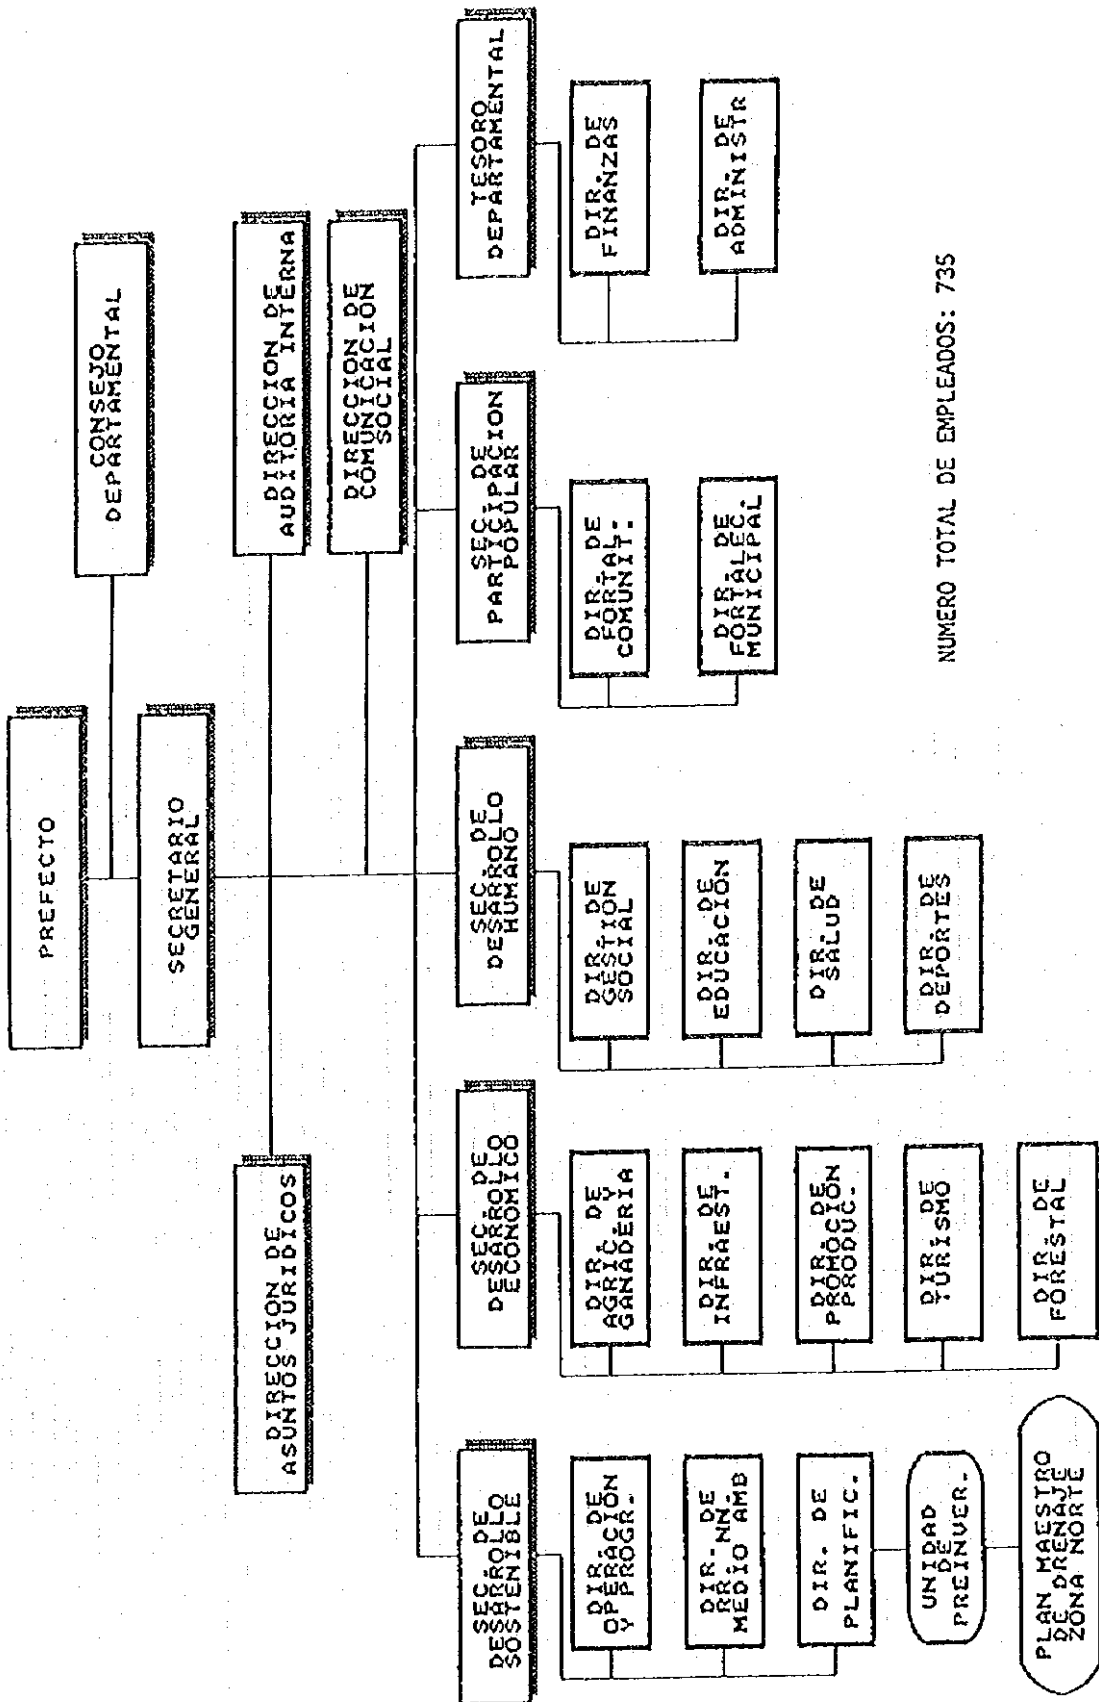 PREFECTO
CONSEJO
DEPARTAMENTAL
SECRETARIO
GENERAL
DIRECCION DE
ASUNTOS JURIDICOS
DIRECCION DE
AUDITORIA INTERNA
DIRECCION DE
COMUNICACION
SOCIAL
SEC. DE
DESARROLLO
SOSTENIBLE
DIR. DE
OPERACION
Y PROGR.
DIR. DE
RR. NN.
MEDIO AMB
DIR. DE
PLANIFIC.
UNIDAD
DE
PREINVER.
PLAN MAESTRO
DE DRENAJE
ZONA NORTE
SEC. DE
DESARROLLO
ECONOMICO
DIR. DE
AGRIC. Y
GANADERIA
DIR. DE
INFRAEST.
DIR. DE
PROMOCION
PRODUC.
DIR. DE
TURISMO
DIR. DE
FORESTAL
SEC. DE
DESARROLLO
HUMANO
DIR. DE
GESTION
SOCIAL
DIR. DE
EDUCACION
DIR. DE
SALUD
DIR. DE
DEPORTES
SEC. DE
PARTICIPACION
POPULAR
DIR. DE
FORTAL.
COMUNIT.
DIR. DE
FORTALEC.
MUNICIPAL
TESORO
DEPARTAMENTAL
DIR. DE
FINANZAS
DIR. DE
ADMINISTR
NUMERO TOTAL DE EMPLEADOS: 735